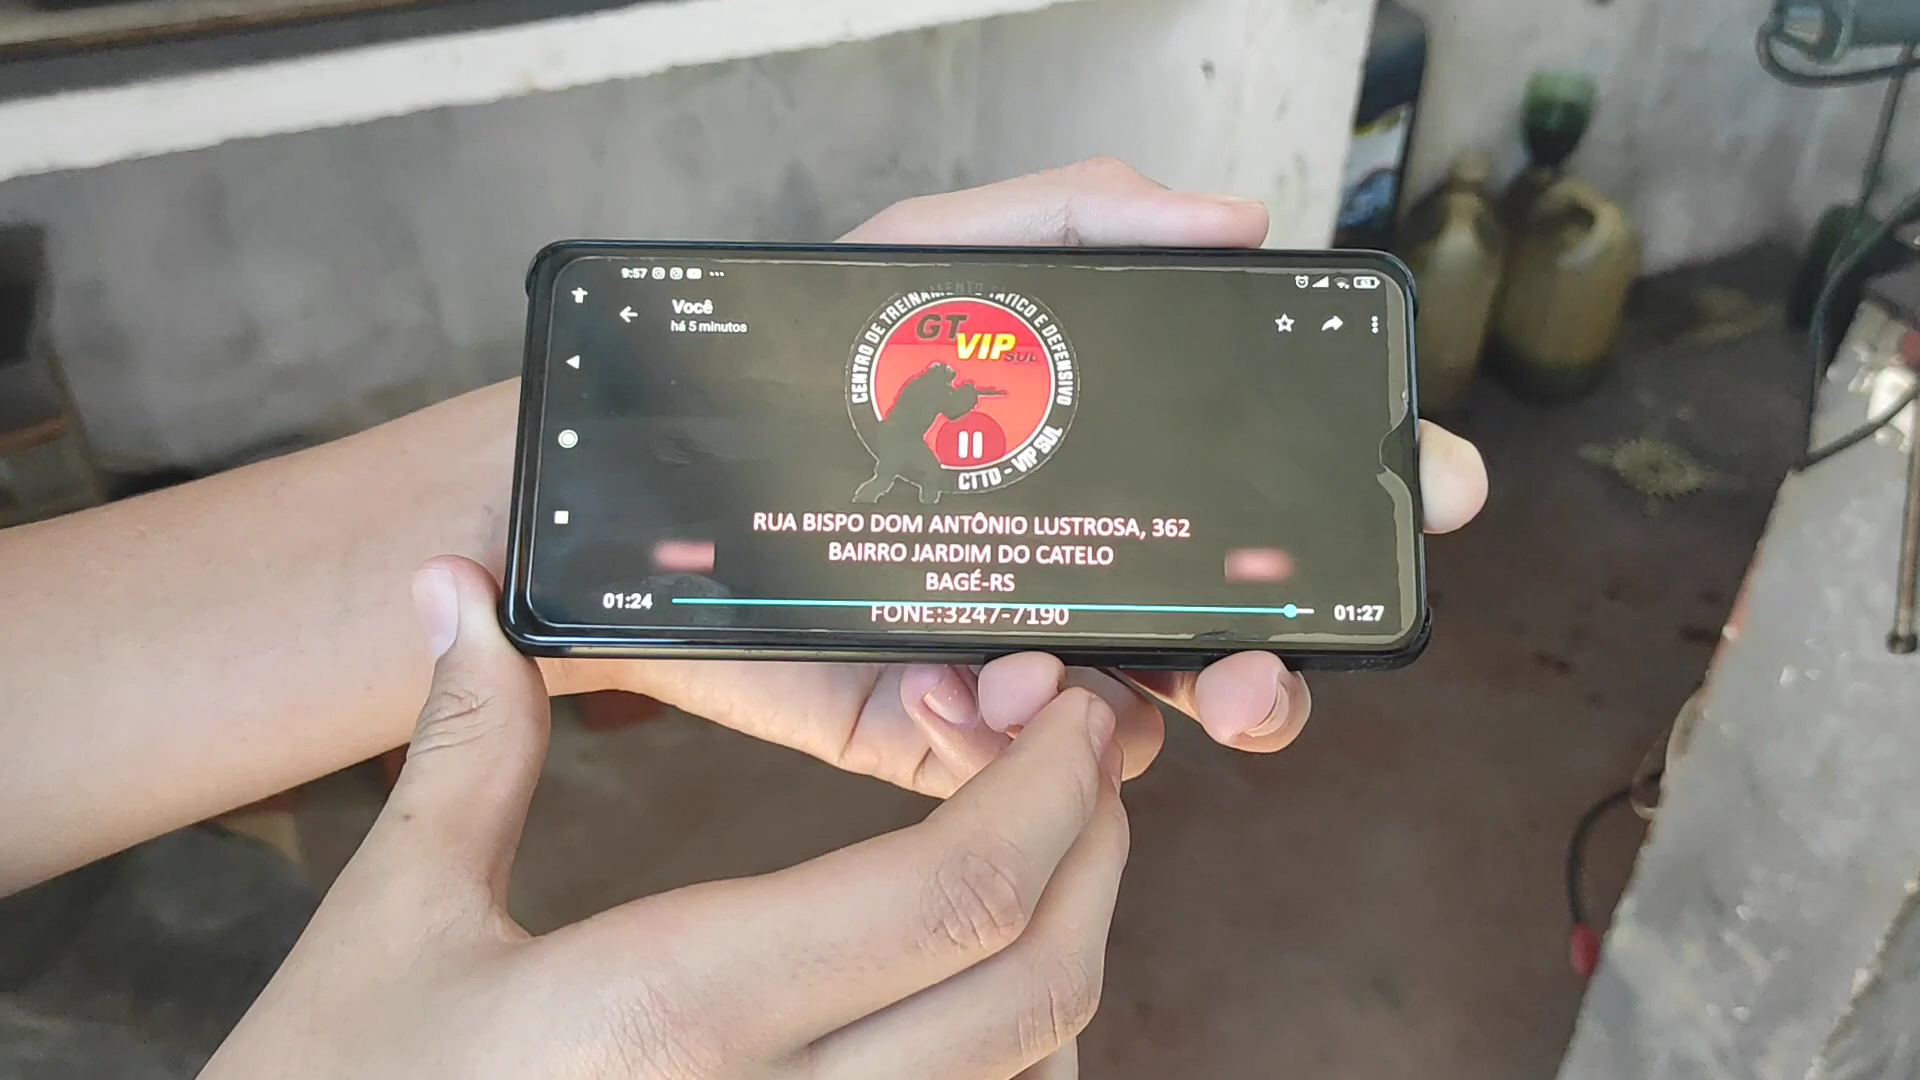 9:57
Você
há 5 minutos
CENTRO DE TREINAMENTO TÁTICO E DEFENSIVO
GT
VIP
SUL
CTTD - VIP SUL
RUA BISPO DOM ANTÔNIO LUSTROSA, 362
BAIRRO JARDIM DO CATELO
BAGÉ-RS
FONE:3247-7190
01:24
01:27